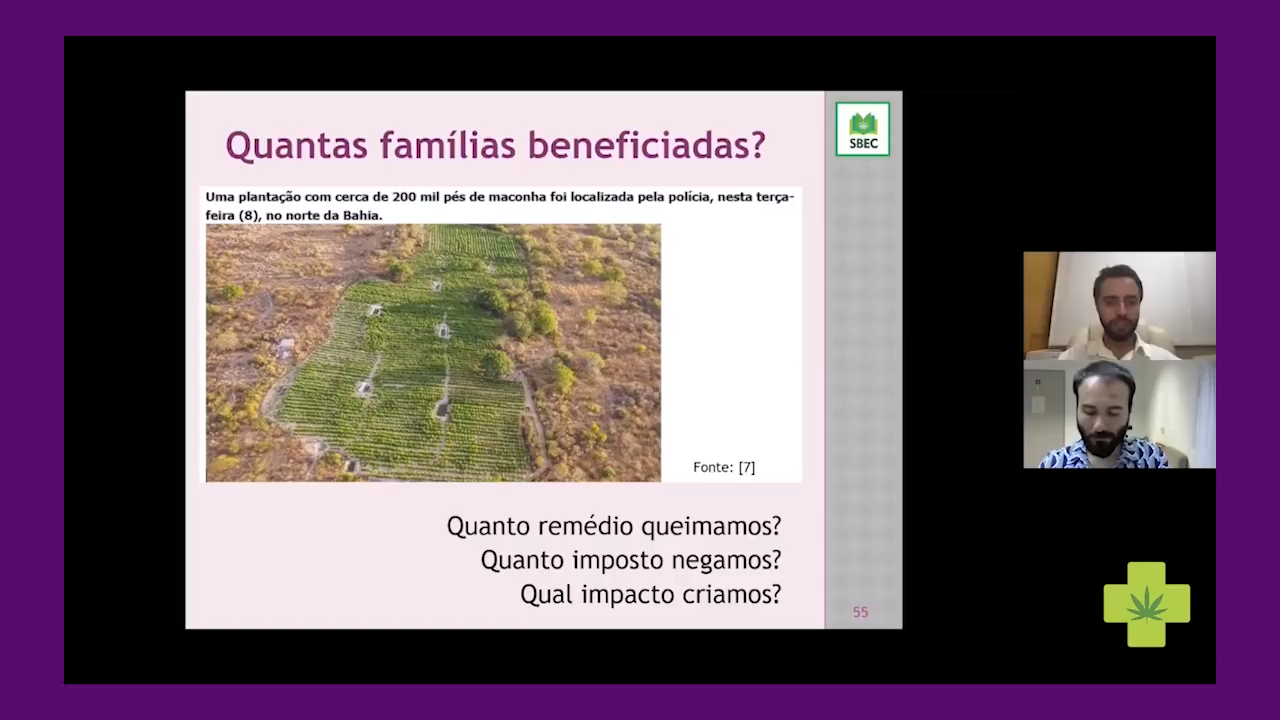 Quantas famílias beneficiadas?
SBEC
Uma plantação com cerca de 200 mil pés de maconha foi localizada pela polícia, nesta terça-
feira (8), no norte da Bahia.
Fonte: [7]
Quanto remédio queimamos?
Quanto imposto negamos?
Qual impacto criamos?
55